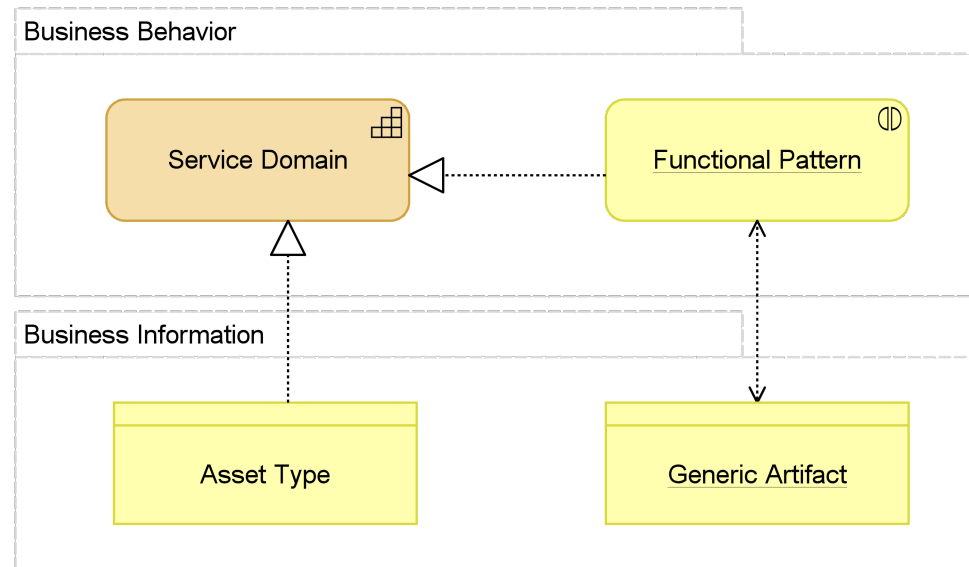 Business Behavior
Service Domain
Functional Pattern
Business Information
Asset Type
Generic Artifact